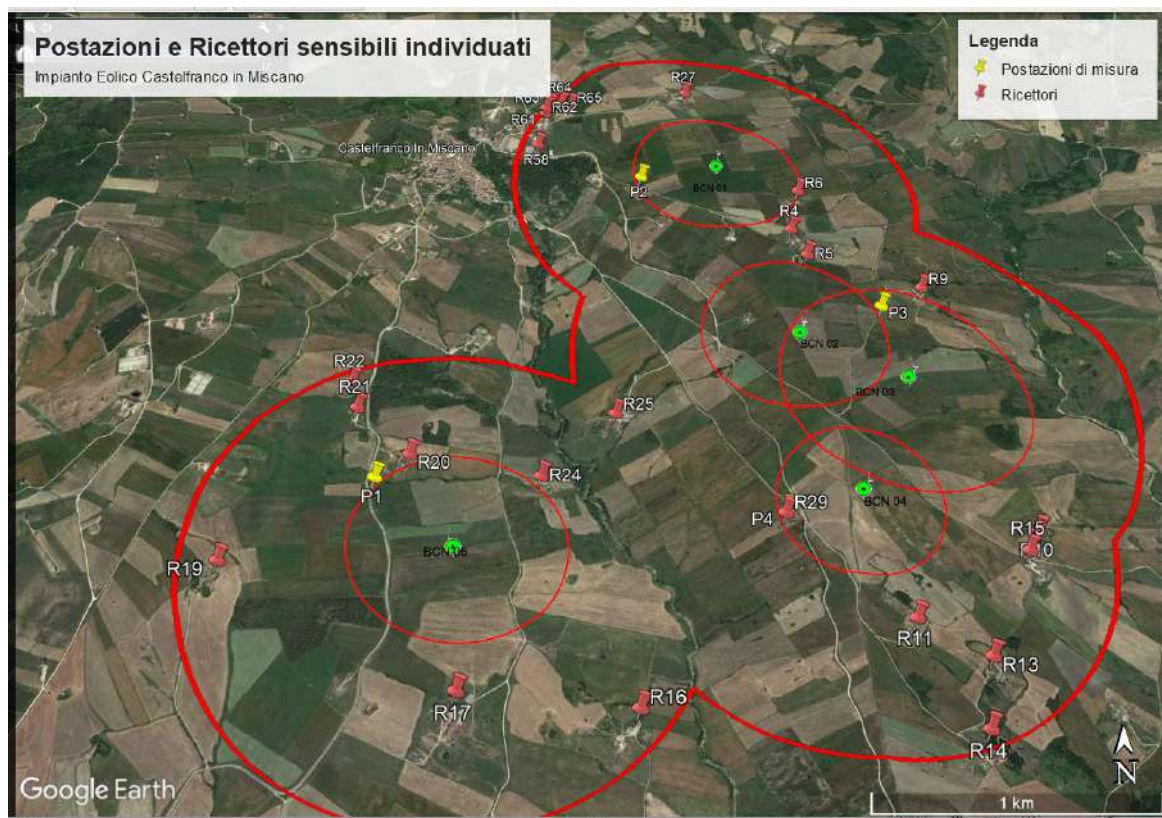 Postazioni e Ricettori sensibili individuati
Impianto Eolico Castelfranco in Miscano
Legenda
Postazioni di misura
Ricettori
R27
R64
R65
R62
R61
Castelfranco In Miscano
R58
P2
BCN 01
R6
R4
R5
R9
P3
BCN 02
BCN 03
R22
R21
R25
R20
R24
P1
BCN 04
R29
P4
R15
BCN 05
R19
R11
R13
R17
R16
R14
Google Earth
N
1 km